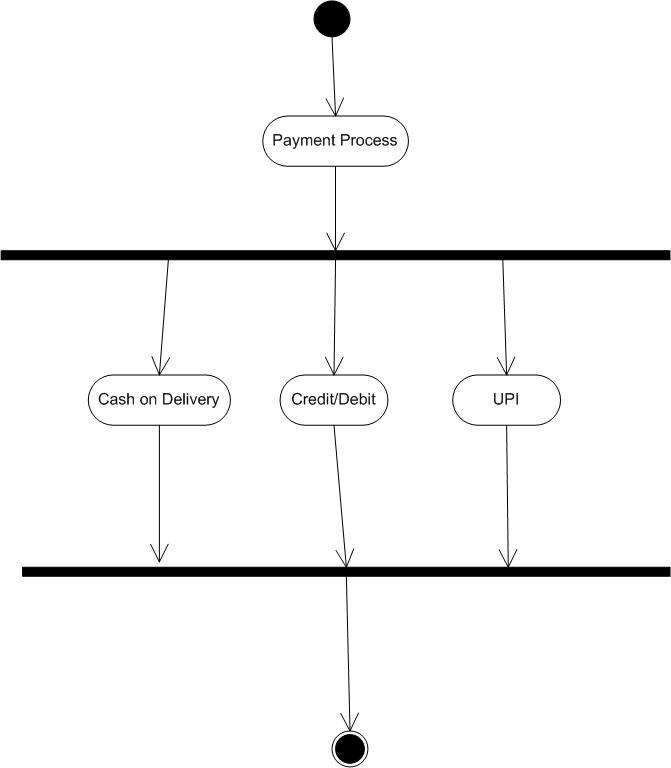 Payment Process
Cash on Delivery
Credit/Debit
UPI